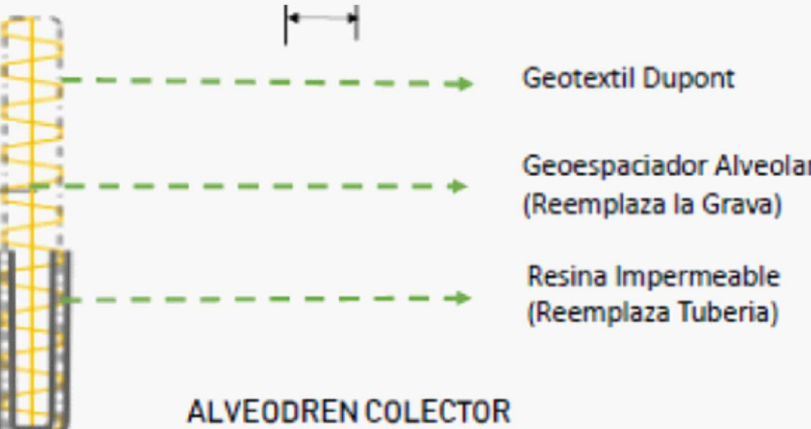 Geotextil Dupont
Geoespaciador Alveolar
(Reemplaza la Grava)
Resina Impermeable
(Reemplaza Tuberia)
ALVEODREN COLECTOR